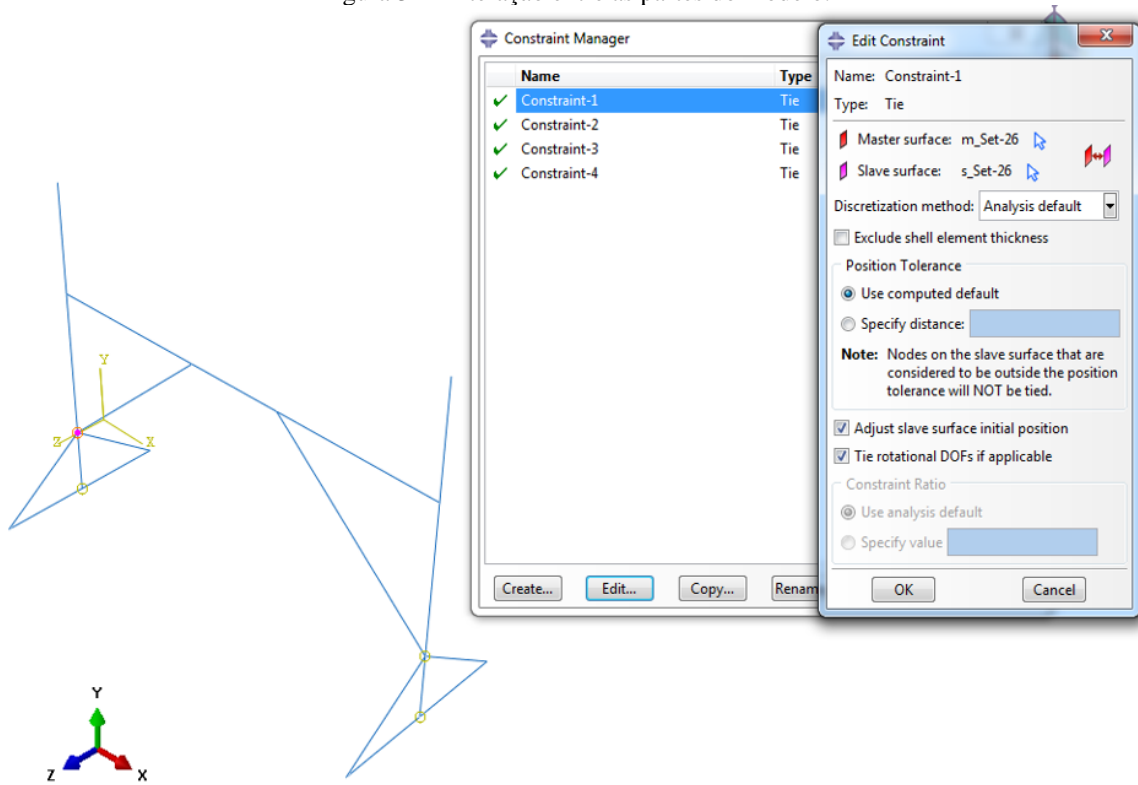 Constraint Manager
Name Type
Constraint-1 Tie
Constraint-2 Tie
Constraint-3 Tie
Constraint-4 Tie
Create... Edit... Copy...
Edit Constraint
Name: Constraint-1
Type: Tie
Master surface: m_Set-26
Slave surface: s_Set-26
Discretization method: Analysis default
Exclude shell element thickness
Position Tolerance
Use computed default
Specify distance:
Note: Nodes on the slave surface that are
considered to be outside the position
tolerance will NOT be tied.
Adjust slave surface initial position
Tie rotational DOFs if applicable
Constraint Ratio
Use analysis default
Specify value
OK Cancel
Y
Z X
Y
Z X